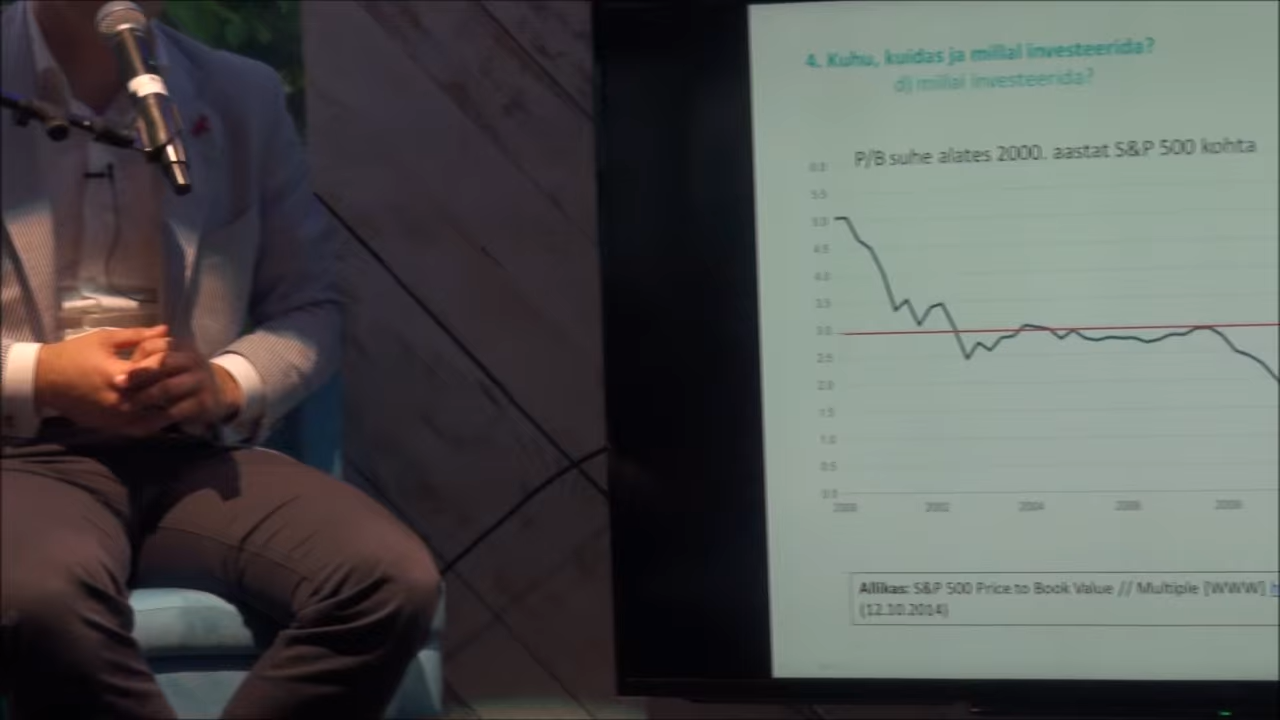 4. Kuhu, kuidas ja millal investeerida?
d) millal investeerida?
P/B suhe alates 2000. aastat S&P 500 kohta
6.0
5.5
5.0
4.5
4.0
3.5
3.0
2.5
2.0
1.5
1.0
0.5
0.0
2000 2002 2004 2006 2008
Allikas: S&P 500 Price to Book Value // Multiple [WWW]
(12.10.2014)